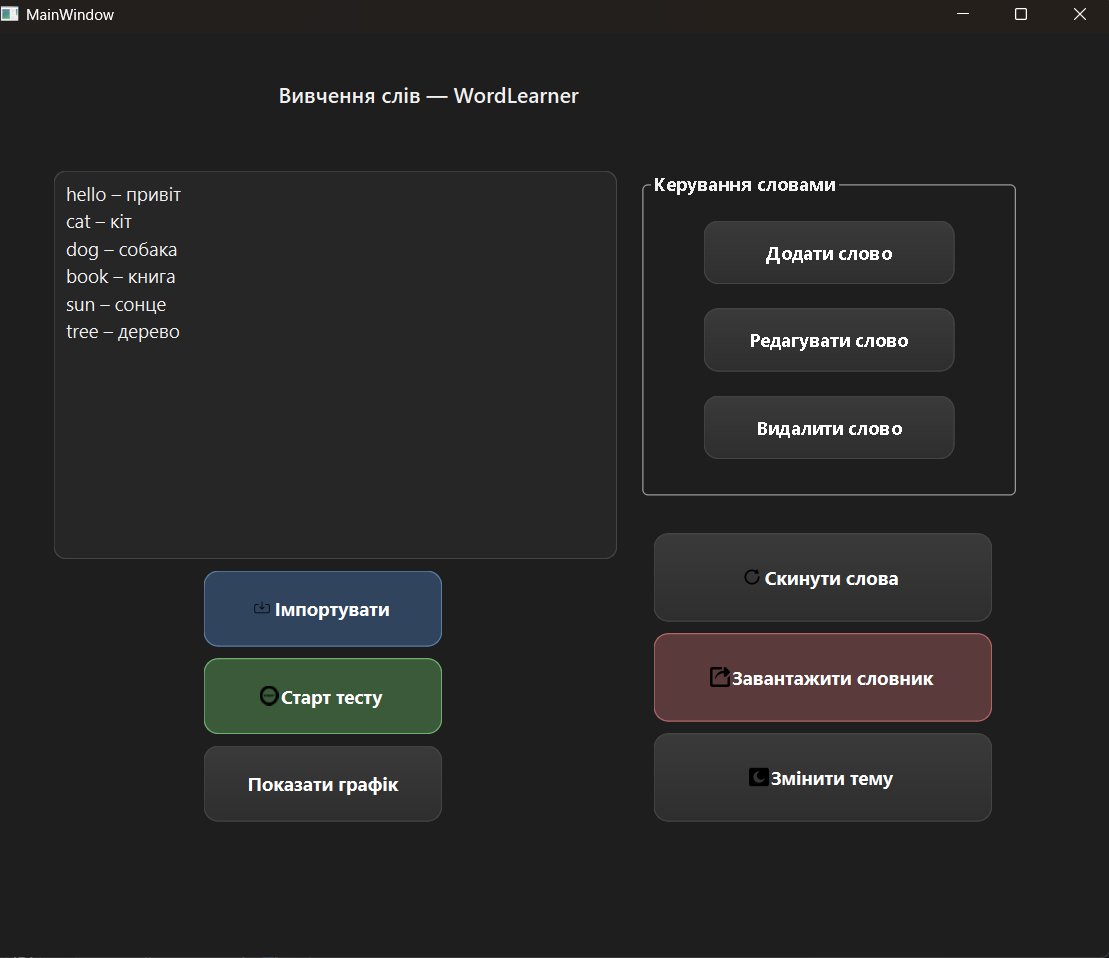 MainWindow
Вивчення слів — WordLearner
hello – привіт
cat – кіт
dog – собака
book – книга
sun – сонце
tree – дерево
Керування словами
Додати слово
Редагувати слово
Видалити слово
Імпортувати
Старт тесту
Показати графік
Скинути слова
Завантажити словник
Змінити тему